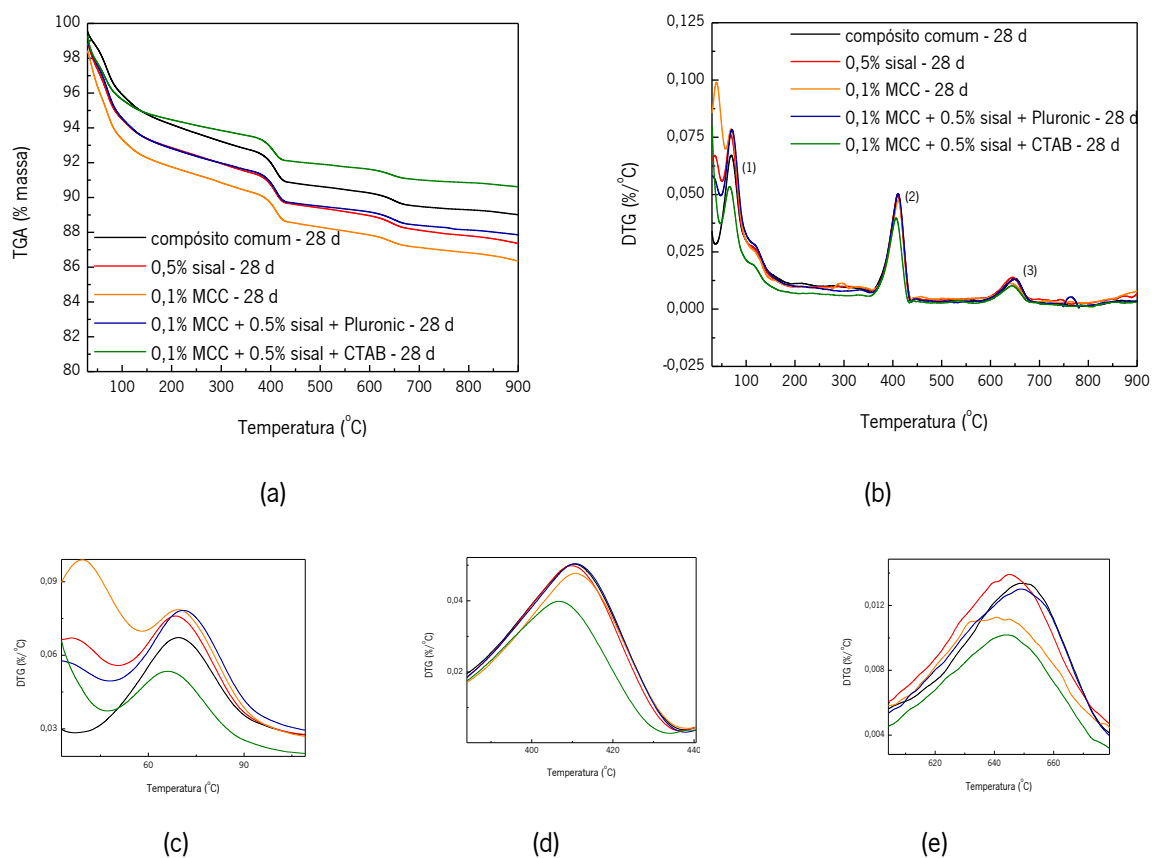 (a)
100
98
96
94
92
90
88
86
84
82
80
TGA (% massa)
compósito comum - 28 d
0,5% sisal - 28 d
0,1% MCC - 28 d
0,1% MCC + 0.5% sisal + Pluronic - 28 d
0,1% MCC + 0.5% sisal + CTAB - 28 d
100 200 300 400 500 600 700 800 900
Temperatura (°C)
(a)
(b)
0,125
0,100
0,075
0,050
0,025
0,000
-0,025
DTG (%/°C)
compósito comum - 28 d
0,5% sisal - 28 d
0,1% MCC - 28 d
0,1% MCC + 0.5% sisal + Pluronic - 28 d
0,1% MCC + 0.5% sisal + CTAB - 28 d
(1)
(2)
(3)
100 200 300 400 500 600 700 800 900
Temperatura (°C)
(b)
0,09
0,06
0,03
DTG (%/°C)
60 90
Temperatura (°C)
(c)
0,04
0,02
DTG (%/°C)
400 420 440
Temperatura (°C)
(d)
0,012
0,008
0,004
DTG (%/°C)
620 640 660
Temperatura (°C)
(e)